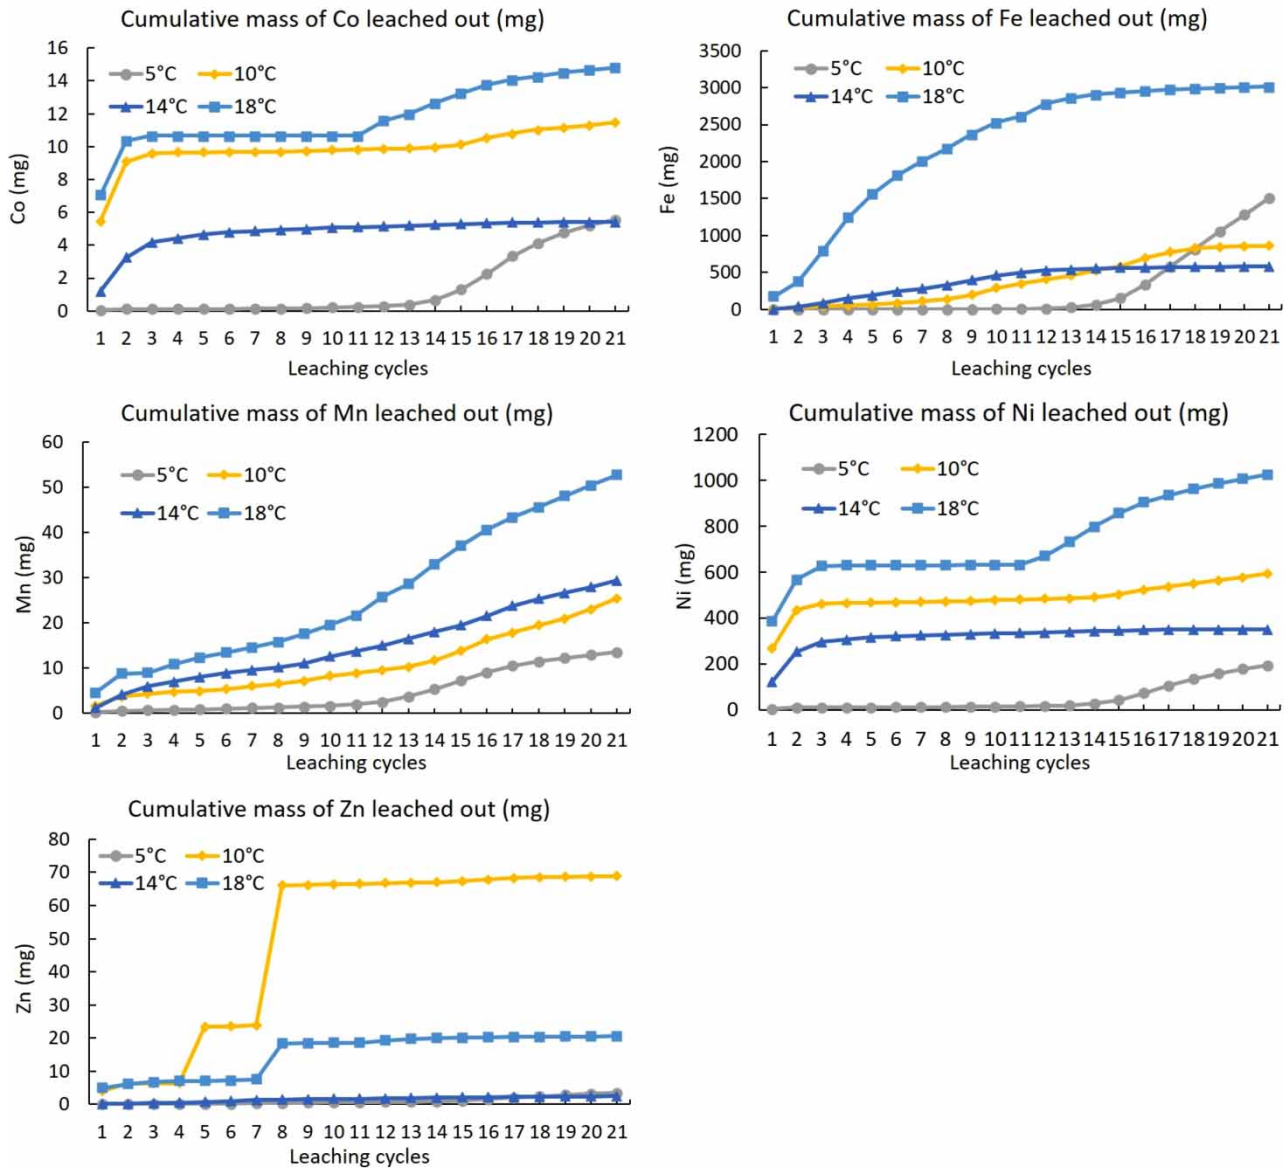 Cumulative mass of Co leached out (mg)
16
14
12
10
8
6
4
2
0
Co (mg)
5°C 10°C
14°C 18°C
1 2 3 4 5 6 7 8 9 10 11 12 13 14 15 16 17 18 19 20 21
Leaching cycles
Cumulative mass of Fe leached out (mg)
3500
3000
2500
2000
1500
1000
500
0
Fe (mg)
5°C 10°C
14°C 18°C
1 2 3 4 5 6 7 8 9 10 11 12 13 14 15 16 17 18 19 20 21
Leaching cycles
Cumulative mass of Mn leached out (mg)
60
50
40
30
20
10
0
Mn (mg)
5°C 10°C
14°C 18°C
1 2 3 4 5 6 7 8 9 10 11 12 13 14 15 16 17 18 19 20 21
Leaching cycles
Cumulative mass of Ni leached out (mg)
1200
1000
800
600
400
200
0
Ni (mg)
5°C 10°C
14°C 18°C
1 2 3 4 5 6 7 8 9 10 11 12 13 14 15 16 17 18 19 20 21
Leaching cycles
Cumulative mass of Zn leached out (mg)
80
70
60
50
40
30
20
10
0
Zn (mg)
5°C 10°C
14°C 18°C
1 2 3 4 5 6 7 8 9 10 11 12 13 14 15 16 17 18 19 20 21
Leaching cycles